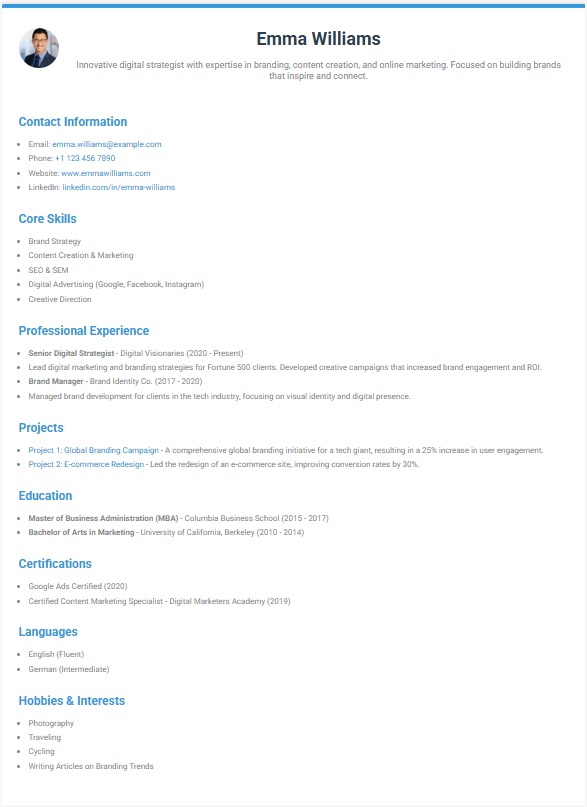 Emma Williams
Innovative digital strategist with expertise in branding, content creation, and online marketing. Focused on building brands
that inspire and connect.
Contact Information
Email: emma.williams@example.com
Phone: +1 123 456 7890
Website: www.emmawilliams.com
LinkedIn: linkedin.com/in/emma-williams
Core Skills
Brand Strategy
Content Creation & Marketing
SEO & SEM
Digital Advertising (Google, Facebook, Instagram)
Creative Direction
Professional Experience
Senior Digital Strategist - Digital Visionaries (2020 - Present)
Lead digital marketing and branding strategies for Fortune 500 clients. Developed creative campaigns that increased brand engagement and ROI.
Brand Manager - Brand Identity Co. (2017 - 2020)
Managed brand development for clients in the tech industry, focusing on visual identity and digital presence.
Projects
Project 1: Global Branding Campaign - A comprehensive global branding initiative for a tech giant, resulting in a 25% increase in user engagement.
Project 2: E-commerce Redesign - Led the redesign of an e-commerce site, improving conversion rates by 30%.
Education
Master of Business Administration (MBA) - Columbia Business School (2015 - 2017)
Bachelor of Arts in Marketing - University of California, Berkeley (2010 - 2014)
Certifications
Google Ads Certified (2020)
Certified Content Marketing Specialist - Digital Marketers Academy (2019)
Languages
English (Fluent)
German (Intermediate)
Hobbies & Interests
Photography
Traveling
Cycling
Writing Articles on Branding Trends